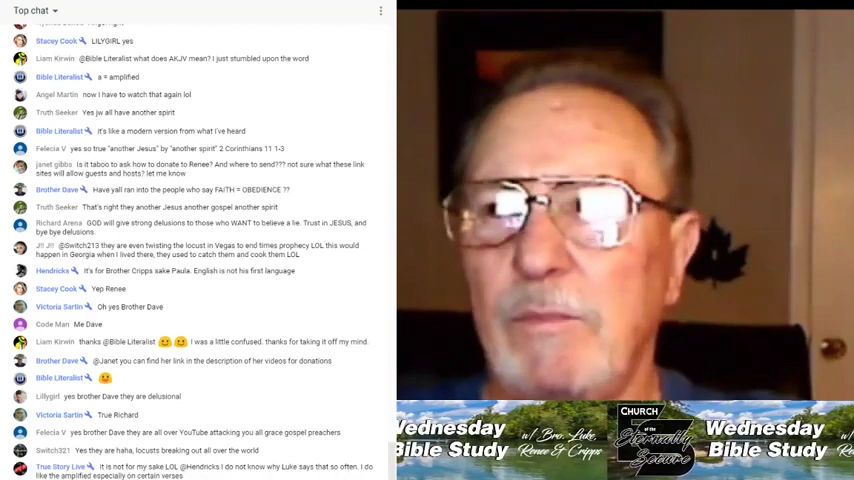 Top chat
Stacey Cook LILYGIRL yes
Liam Kirwin @Bible Literalist what does AKJV mean? I just stumbled upon the word
Bible Literalist a = amplified
Angel Martin now I have to watch that again lol
Truth Seeker Yes jw all have another spirit
Bible Literalist it's like a modern version from what I've heard
Felecia V yes so true "another Jesus" by "another spirit" 2 Corinthians 11 1-3
janet gibbs Is it taboo to ask how to donate to Renee? And where to send??? not sure what these link
sites will allow guests and hosts? let me know
Brother Dave Have yall ran into the people who say FAITH = OBEDIENCE ??
Truth Seeker That's right they another Jesus another gospel another spirit
Richard Arena GOD will give strong delusions to those who WANT to believe a lie. Trust in JESUS, and
bye bye delusions.
J!! J!! @Switch213 they are even twisting the locust in Vegas to end times prophecy LOL this would
happen in Georgia when I lived there, they used to catch them and cook them LOL
Hendricks It's for Brother Cripps sake Paula. English is not his first language
Stacey Cook Yep Renee
Victoria Sartin Oh yes Brother Dave
Code Man Me Dave
Liam Kirwin thanks @Bible Literalist I was a little confused. thanks for taking it off my mind.
Brother Dave @Janet you can find her link in the description of her videos for donations
Bible Literalist
Lillygirl yes brother Dave they are delusional
Victoria Sartin True Richard
Felecia V yes brother Dave they are all over YouTube attacking you all grace gospel preachers
Switch321 Yes they are haha, locusts breaking out all over the world
True Story Live It is not for my sake LOL @Hendricks I do not know why Luke says that so often. I do
like the amplified especially on certain verses
Wednesday
Bible Study
w/ Bro. Luke,
Renee & Cripps
CHURCH
of the
Eternally
Secure
Wednesday
Bible Study